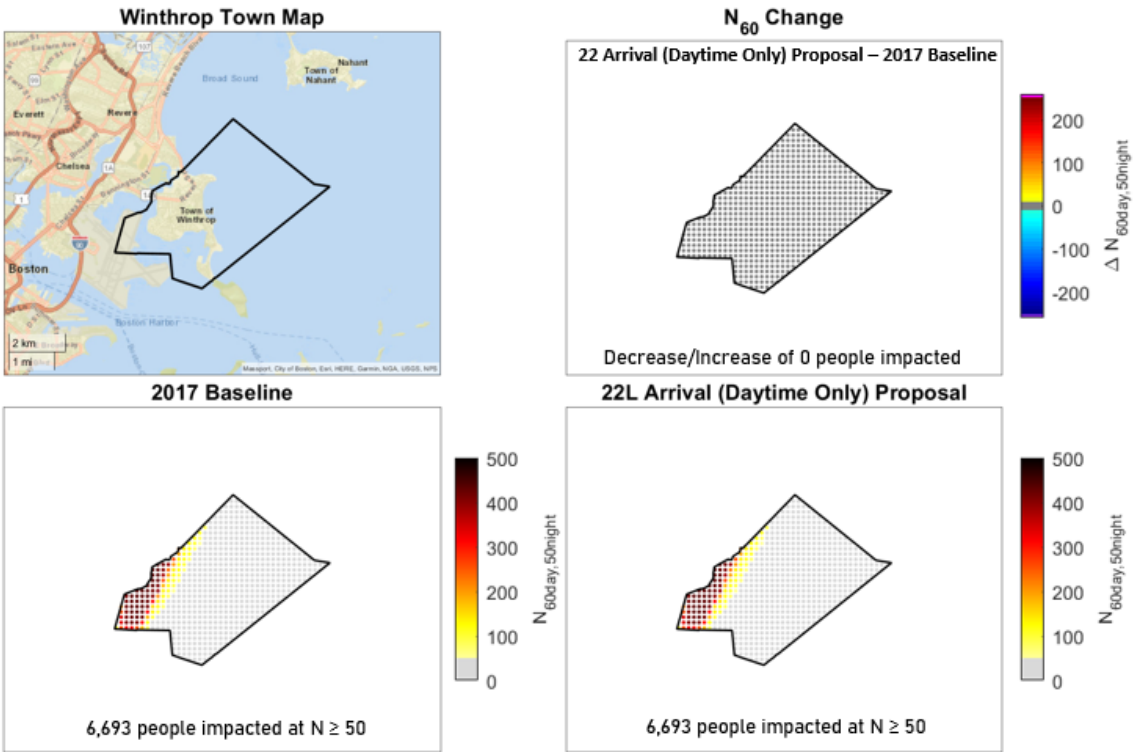 Winthrop Town Map
107
Broad Sound
Nahant
Town of
Nahant
99
Everett
Revere
Chelsea
1A
1
Town of
Winthrop
Boston
Boston Harbor
2 km
1 mi
Massport, City of Boston, Esri, HERE, Garmin, NGA, USGS, NPS
N60 Change
22 Arrival (Daytime Only) Proposal – 2017 Baseline
200
100
0
-100
-200
Δ N60day,50night
Decrease/Increase of 0 people impacted
2017 Baseline
500
400
300
200
100
0
N60day,50night
6,693 people impacted at N ≥ 50
22L Arrival (Daytime Only) Proposal
500
400
300
200
100
0
N60day,50night
6,693 people impacted at N ≥ 50